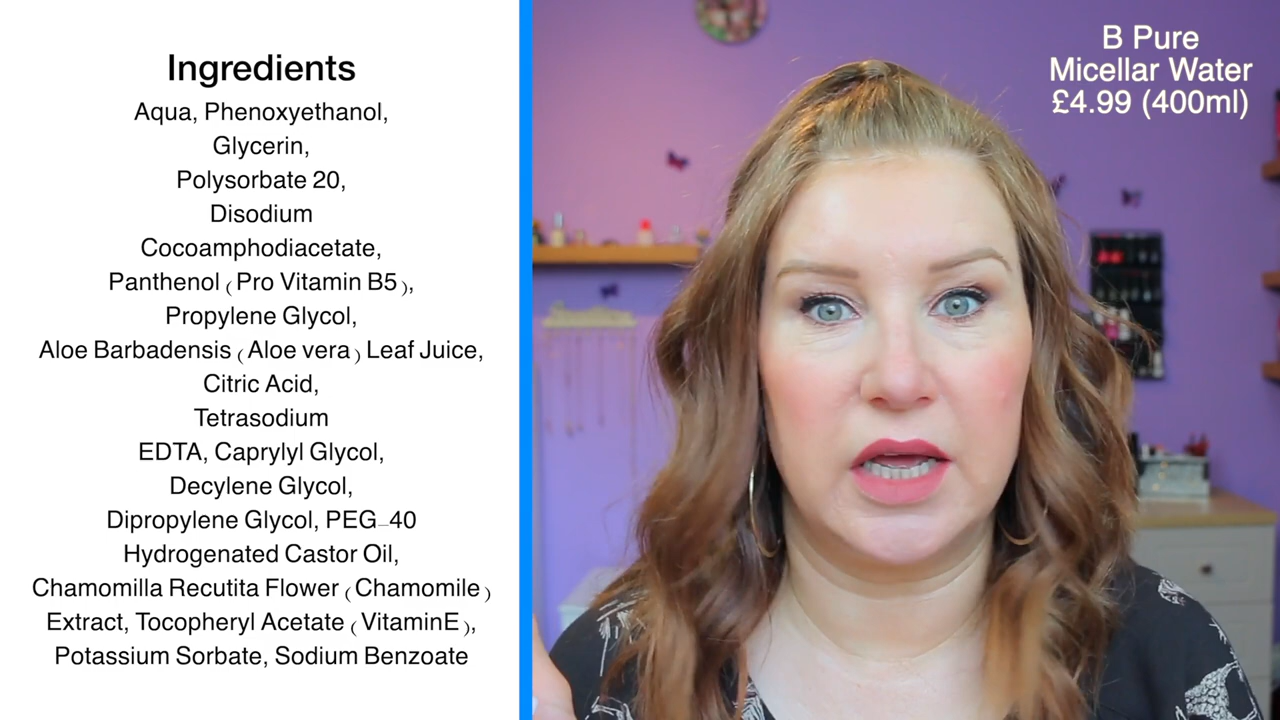 Ingredients
Aqua, Phenoxyethanol,
Glycerin,
Polysorbate 20,
Disodium
Cocoamphodiacetate,
Panthenol (Pro Vitamin B5),
Propylene Glycol,
Aloe Barbadensis (Aloe vera) Leaf Juice,
Citric Acid,
Tetrasodium
EDTA, Caprylyl Glycol,
Decylene Glycol,
Dipropylene Glycol, PEG-40
Hydrogenated Castor Oil,
Chamomilla Recutita Flower (Chamomile)
Extract, Tocopheryl Acetate (VitaminE),
Potassium Sorbate, Sodium Benzoate
B Pure
Micellar Water
£4.99 (400ml)